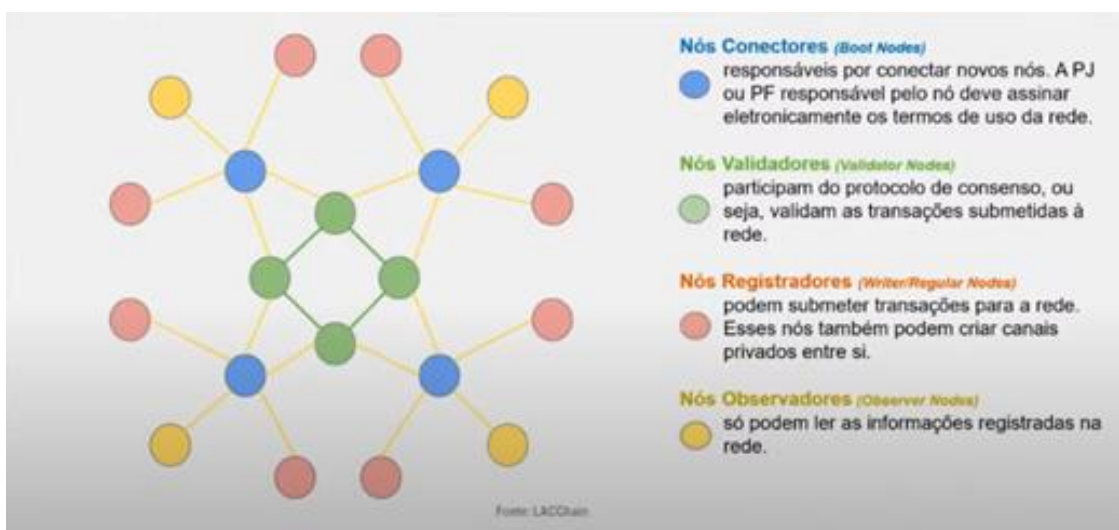 Nós Conectores (Boot Nodes)
responsáveis por conectar novos nós. A PJ
ou PF responsável pelo nó deve assinar
eletronicamente os termos de uso da rede.
Nós Validadores (Validator Nodes)
participam do protocolo de consenso, ou
seja, validam as transações submetidas à
rede.
Nós Registradores (Writer/Regular Nodes)
podem submeter transações para a rede.
Esses nós também podem criar canais
privados entre si.
Nós Observadores (Observer Nodes)
só podem ler as informações registradas na
rede.
Fonte: LACChain